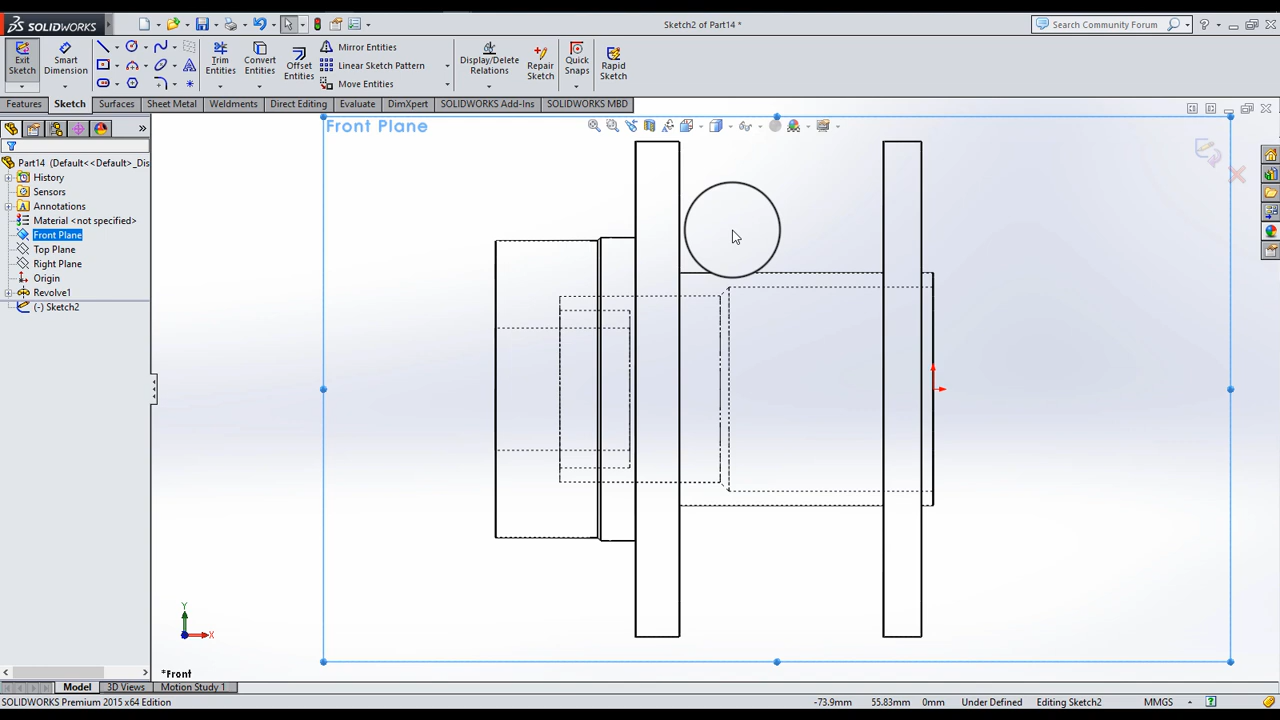 SOLIDWORKS
Sketch2 of Part14 *
Search Community Forum
Exit Sketch
Smart Dimension
Trim Entities
Convert Entities
Offset Entities
Mirror Entities
Linear Sketch Pattern
Move Entities
Display/Delete Relations
Repair Sketch
Quick Snaps
Rapid Sketch
Features
Sketch
Surfaces
Sheet Metal
Weldments
Direct Editing
Evaluate
DimXpert
SOLIDWORKS Add-Ins
SOLIDWORKS MBD
Front Plane
Part14 (Default<<Default>_Dis
History
Sensors
Annotations
Material <not specified>
Front Plane
Top Plane
Right Plane
Origin
Revolve1
(-) Sketch2
Y
X
*Front
Model
3D Views
Motion Study 1
SOLIDWORKS Premium 2015 x64 Edition
-73.9mm
55.83mm
0mm
Under Defined
Editing Sketch2
MMGS